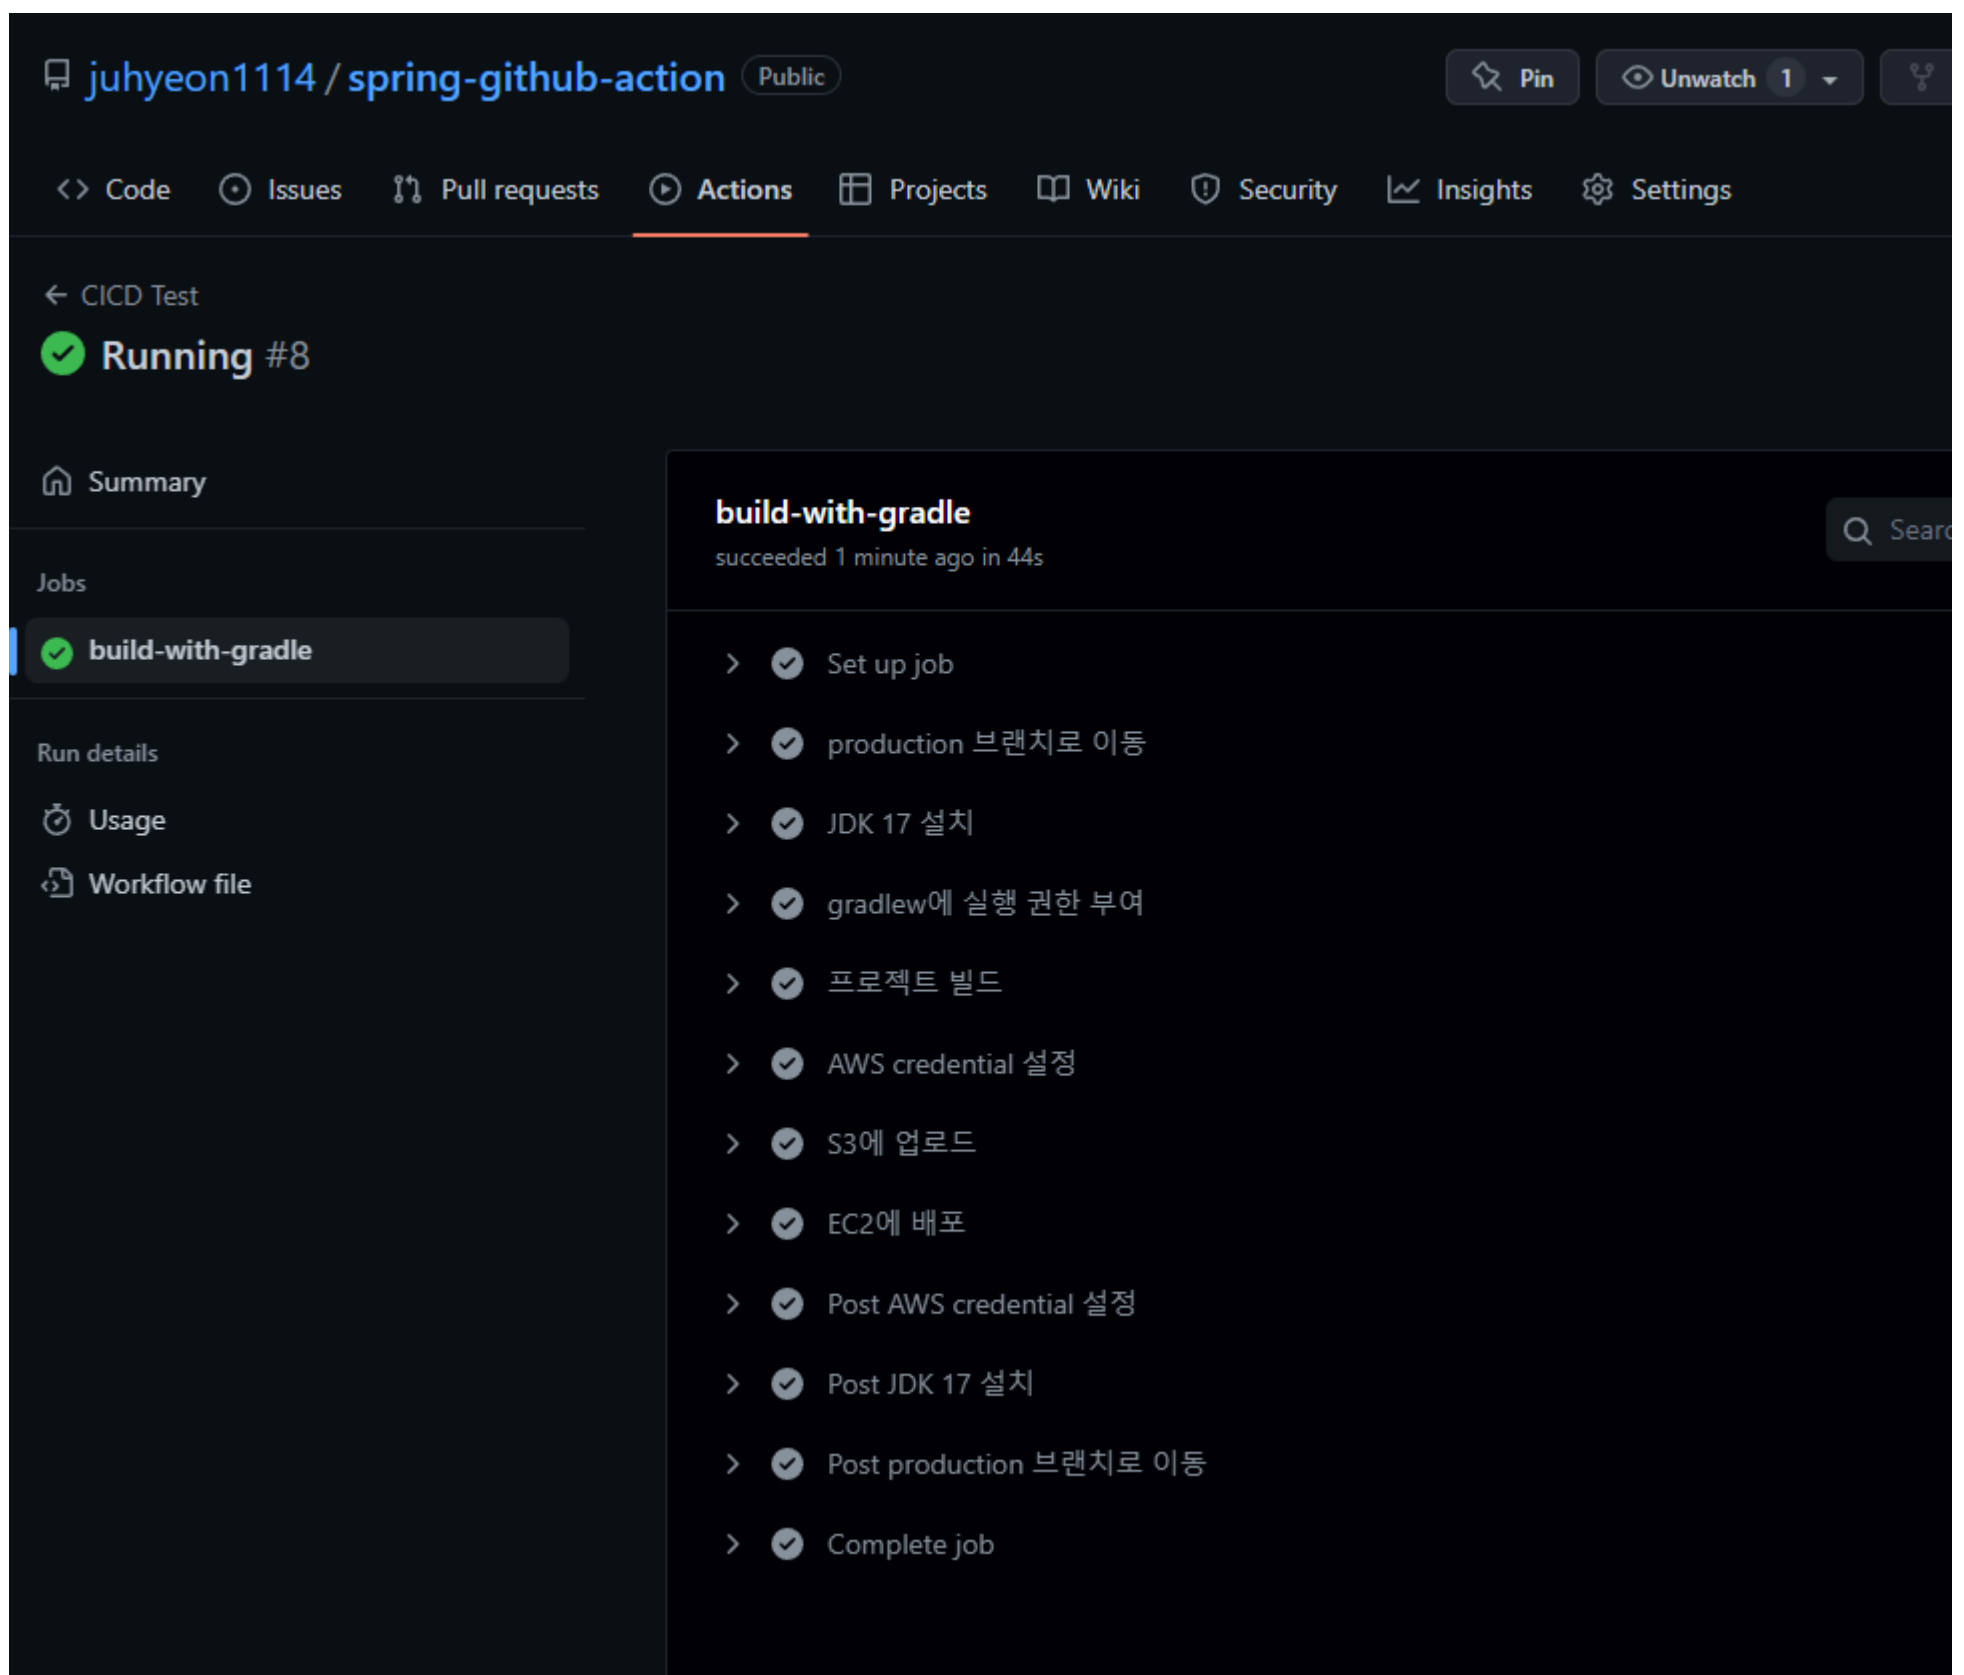 juhyeon1114 / spring-github-action Public Pin Unwatch 1
Code Issues Pull requests Actions Projects Wiki Security Insights Settings
CICD Test
Running #8
Summary
Jobs
build-with-gradle
Run details
Usage
Workflow file
build-with-gradle
succeeded 1 minute ago in 44s
Set up job
production 브랜치로 이동
JDK 17 설치
gradlew에 실행 권한 부여
프로젝트 빌드
AWS credential 설정
S3에 업로드
EC2에 배포
Post AWS credential 설정
Post JDK 17 설치
Post production 브랜치로 이동
Complete job